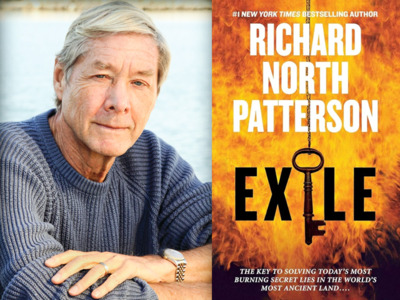 #1 NEW YORK TIMES BESTSELLING AUTHOR
RICHARD
NORTH
PATTERSON
EXILE
THE KEY TO SOLVING TODAY'S MOST
BURNING SECRET LIES IN THE WORLD'S
MOST ANCIENT LAND....